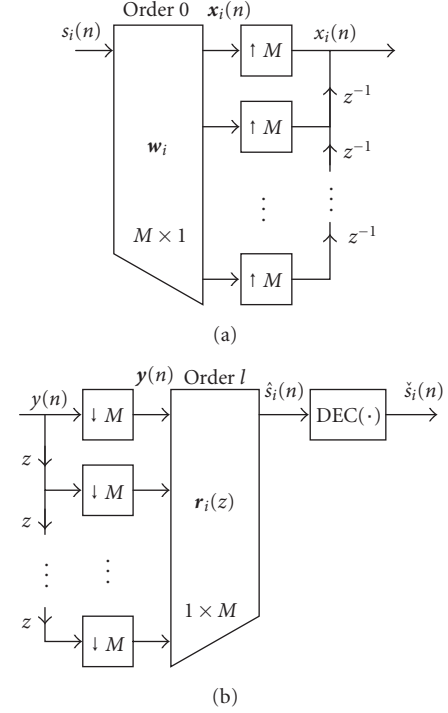 Order 0
s_i(n)
x_i(n)
↑ M
x_i(n)
z^{-1}
↑ M
z^{-1}
w_i
⋮ ⋮
M × 1
z^{-1}
↑ M
(a)
y(n)
y(n)
Order l
ŝ_i(n)
š_i(n)
↓ M
DEC(·)
z
↓ M
z
r_i(z)
⋮ ⋮
z
1 × M
↓ M
(b)